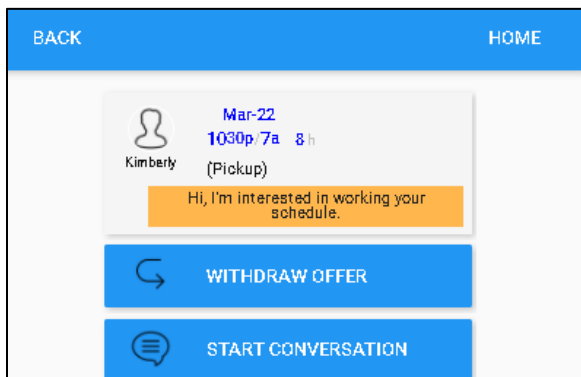 BACK HOME
Mar-22
1030p/7a 8h
Kimberly
(Pickup)
Hi, I'm interested in working your
schedule.
WITHDRAW OFFER
START CONVERSATION